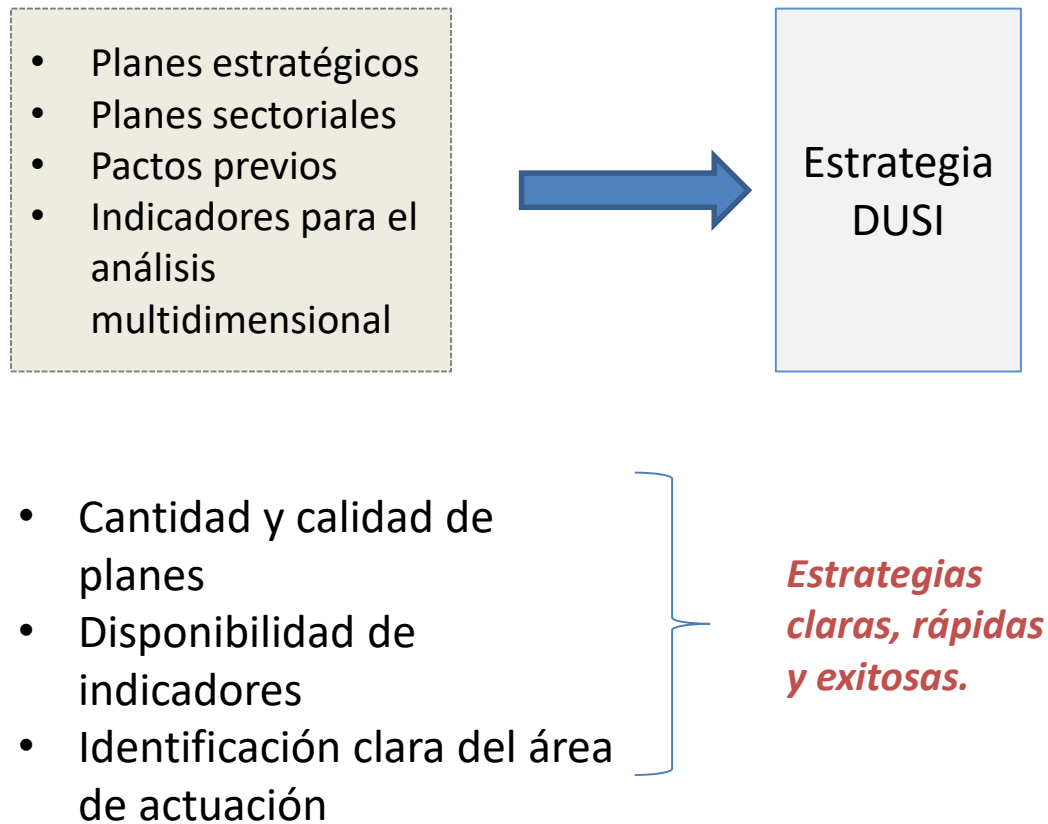 • Planes estratégicos
• Planes sectoriales
• Pactos previos
• Indicadores para el
análisis
multidimensional
Estrategia
DUSI
• Cantidad y calidad de
planes
• Disponibilidad de
indicadores
• Identificación clara del área
de actuación
Estrategias
claras, rápidas
y exitosas.